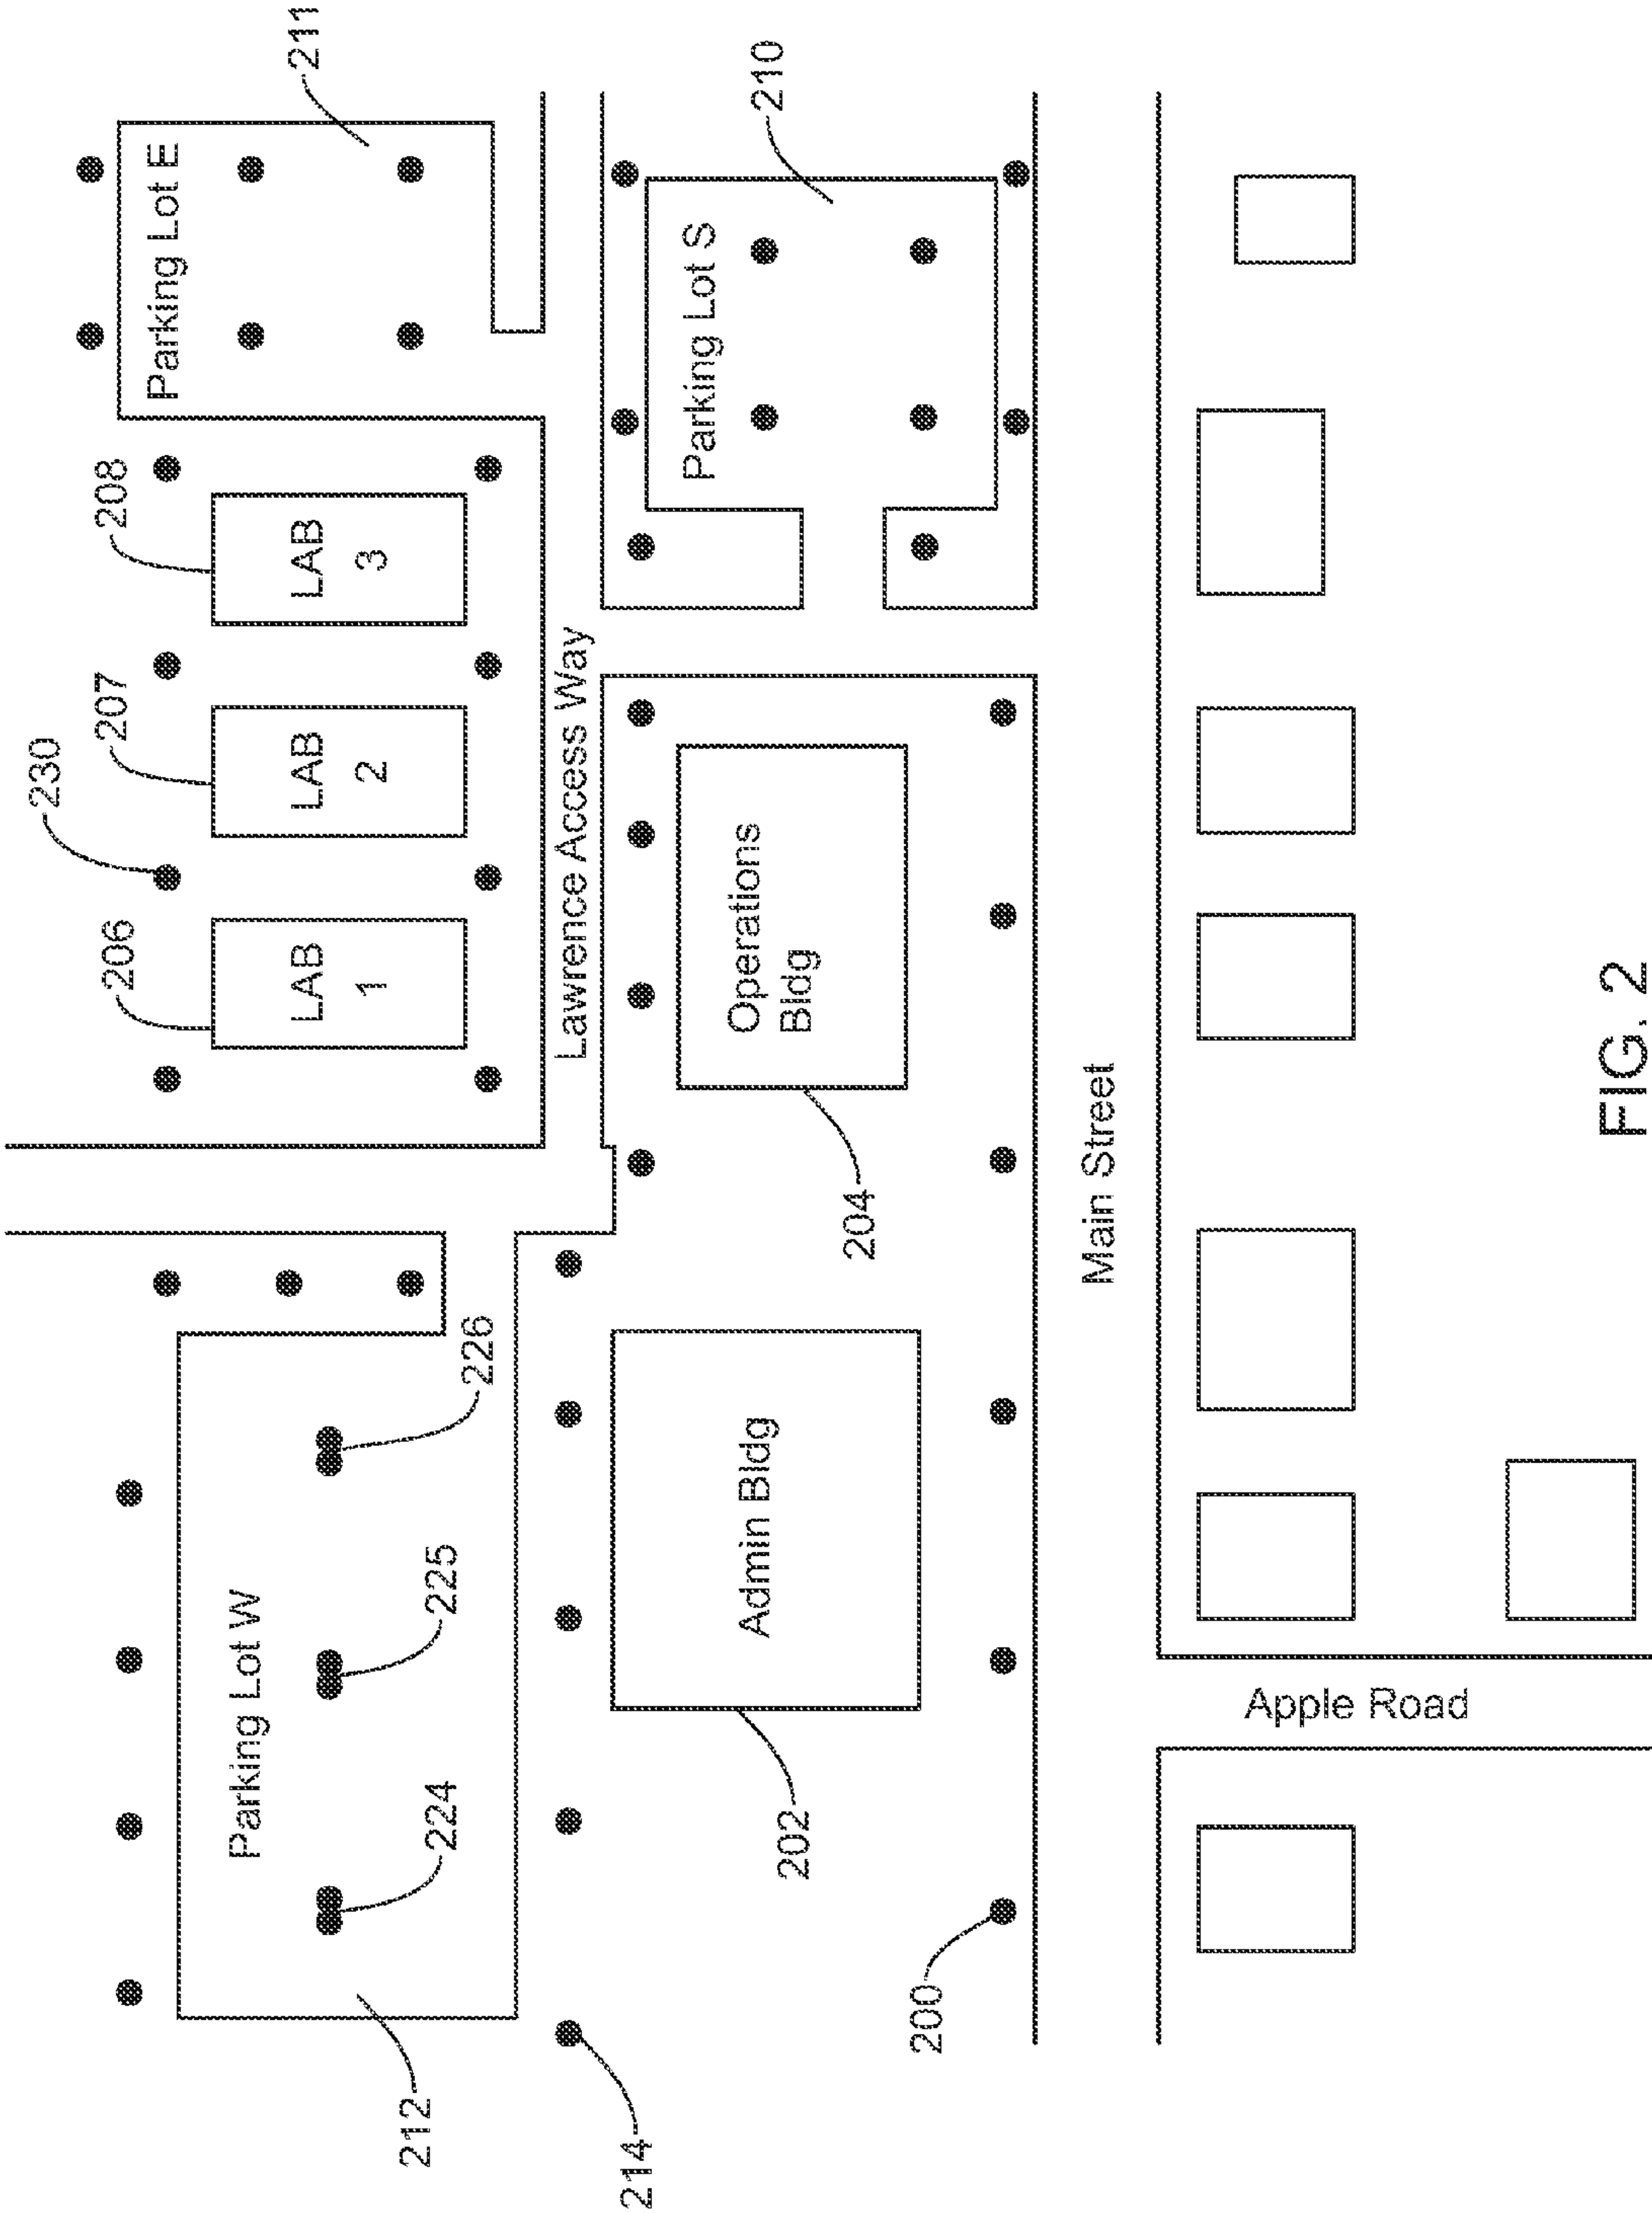 230
211
208
207
206
Parking Lot E
LAB
3
LAB
2
LAB
1
Parking Lot W
224
225
226
212
Lawrence Access Way
214
210
Parking Lot S
Operations
Bldg
204
Admin Bldg
202
200
Main Street
Apple Road
FIG. 2